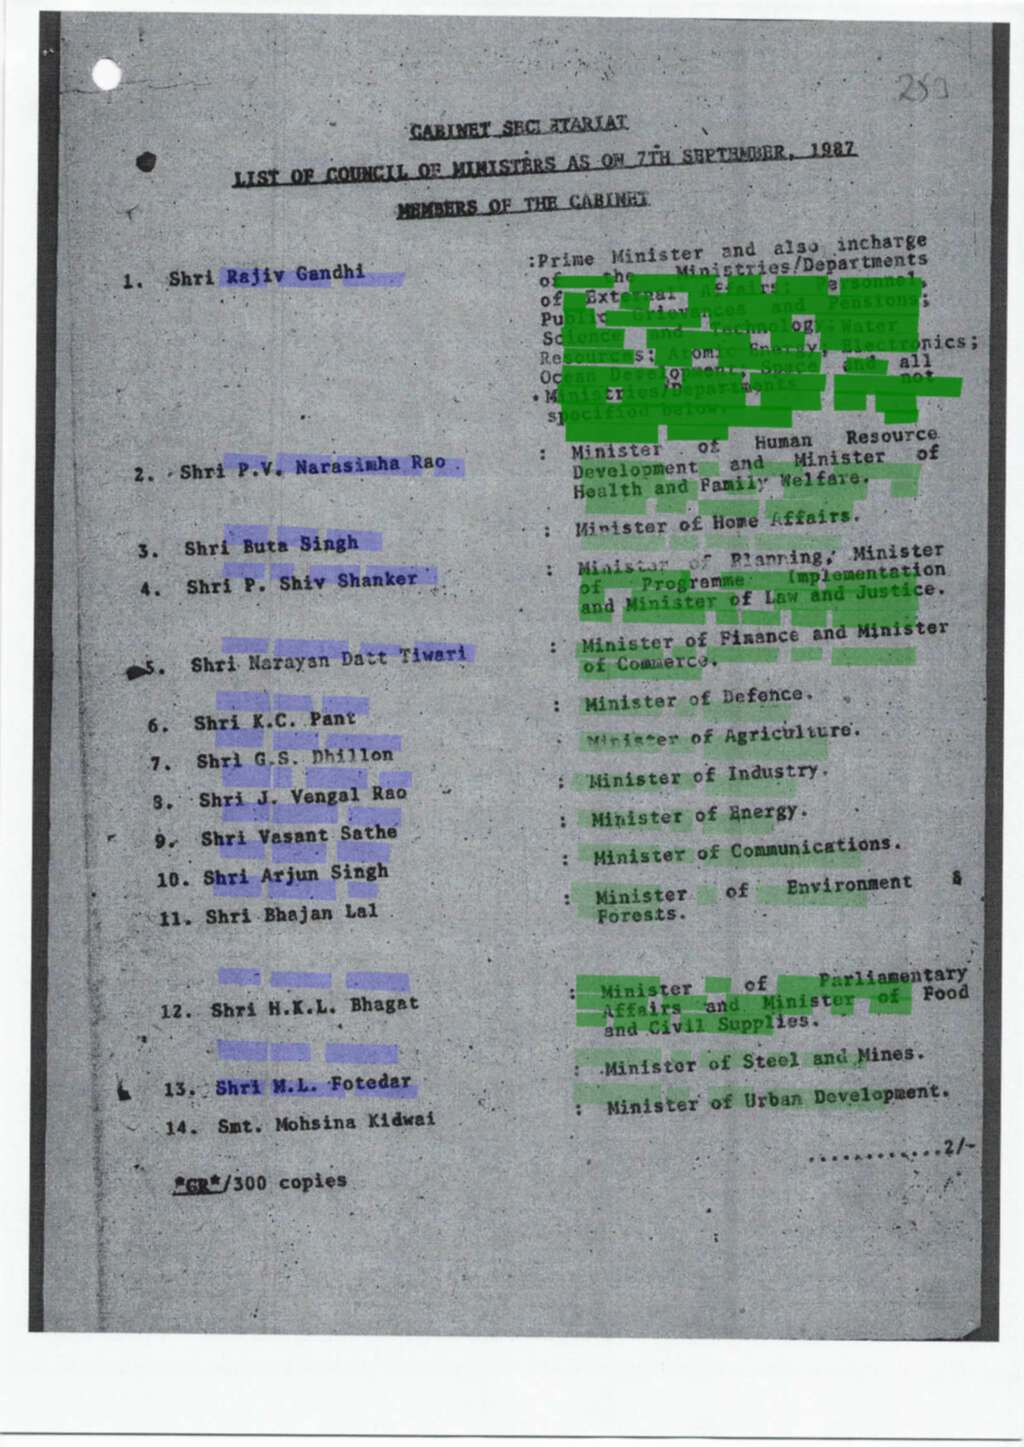 CABINET SECRETARIAT
LIST OF COUNCIL OF MINISTERS AS ON 7TH SEPTEMBER, 1987
MEMBERS OF THE CABINET
1. Shri Rajiv Gandhi :Prime Minister and also incharge
of the Ministries/Departments
of External Affairs; Personnel,
Public Grievances and Pensions;
Science and Technology; Water
Resources; Atomic Energy; Electronics;
Ocean Development; Space and all
Ministries/Departments not
specified below.
2. Shri P.V. Narasimha Rao : Minister of Human Resource
Development and Minister of
Health and Family Welfare.
3. Shri Buta Singh : Minister of Home Affairs.
4. Shri P. Shiv Shanker : Minister of Planning, Minister
of Programme Implementation
and Minister of Law and Justice.
5. Shri Narayan Datt Tiwari : Minister of Finance and Minister
of Commerce.
6. Shri K.C. Pant : Minister of Defence.
7. Shri G.S. Dhillon : Minister of Agriculture.
8. Shri J. Vengal Rao : Minister of Industry.
9. Shri Vasant Sathe : Minister of Energy.
10. Shri Arjun Singh : Minister of Communications.
11. Shri Bhajan Lal : Minister of Environment &
Forests.
12. Shri H.K.L. Bhagat : Minister of Parliamentary
Affairs and Minister of Food
and Civil Supplies.
13. Shri M.L. Fotedar : Minister of Steel and Mines.
14. Smt. Mohsina Kidwai : Minister of Urban Development.
............2/-
*GR*/300 copies